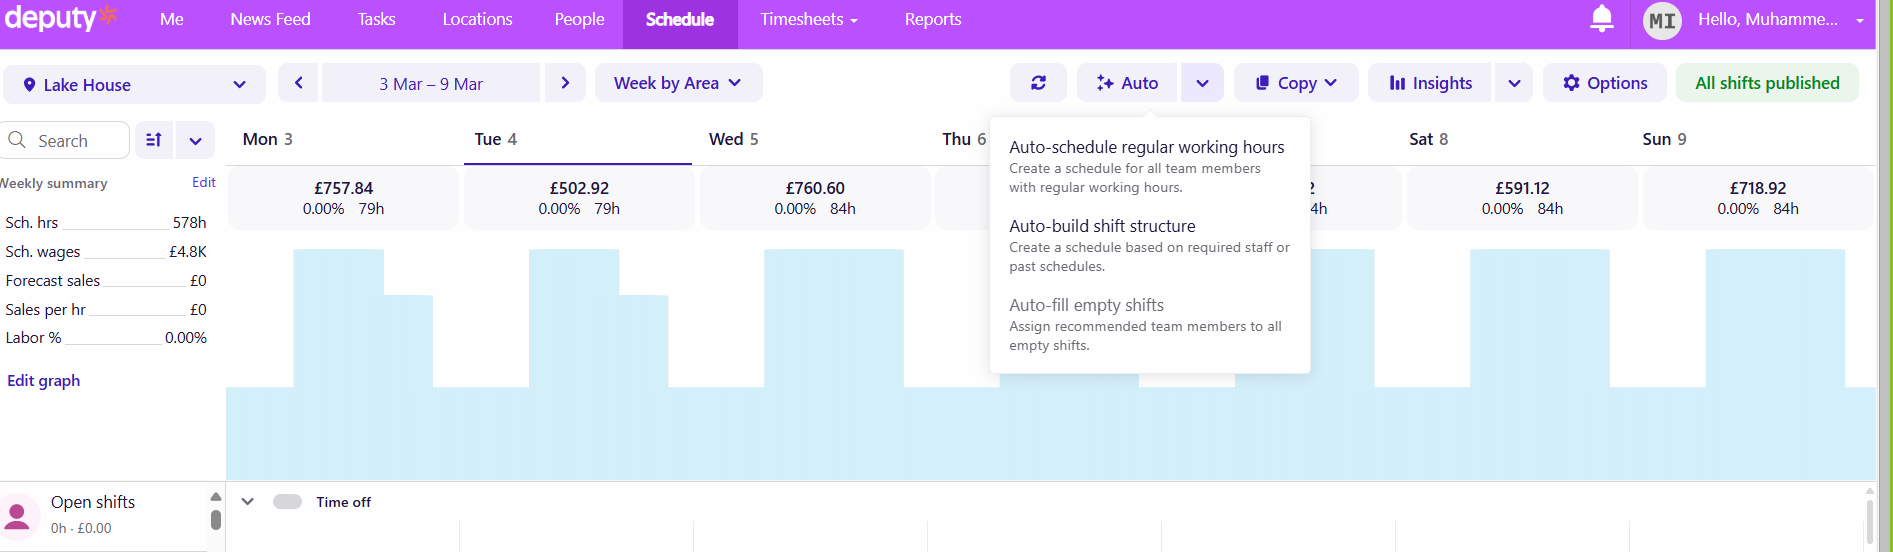 deputy
Me
News Feed
Tasks
Locations
People
Schedule
Timesheets
Reports
MI
Hello, Muhamme...
Lake House
3 Mar – 9 Mar
Week by Area
Auto
Copy
Insights
Options
All shifts published
Search
Mon 3
Tue 4
Wed 5
Thu 6
Sat 8
Sun 9
Weekly summary
Edit
Sch. hrs 578h
Sch. wages £4.8K
Forecast sales £0
Sales per hr £0
Labor % 0.00%
Edit graph
£757.84
0.00% 79h
£502.92
0.00% 79h
£760.60
0.00% 84h
2
4h
£591.12
0.00% 84h
£718.92
0.00% 84h
Auto-schedule regular working hours
Create a schedule for all team members
with regular working hours.
Auto-build shift structure
Create a schedule based on required staff or
past schedules.
Auto-fill empty shifts
Assign recommended team members to all
empty shifts.
Open shifts
0h · £0.00
Time off